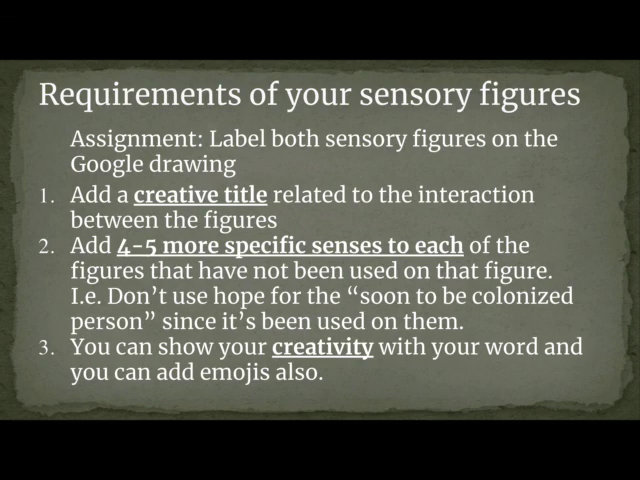 Requirements of your sensory figures
Assignment: Label both sensory figures on the
Google drawing
1. Add a creative title related to the interaction
between the figures
2. Add 4-5 more specific senses to each of the
figures that have not been used on that figure.
I.e. Don’t use hope for the “soon to be colonized
person” since it’s been used on them.
3. You can show your creativity with your word and
you can add emojis also.